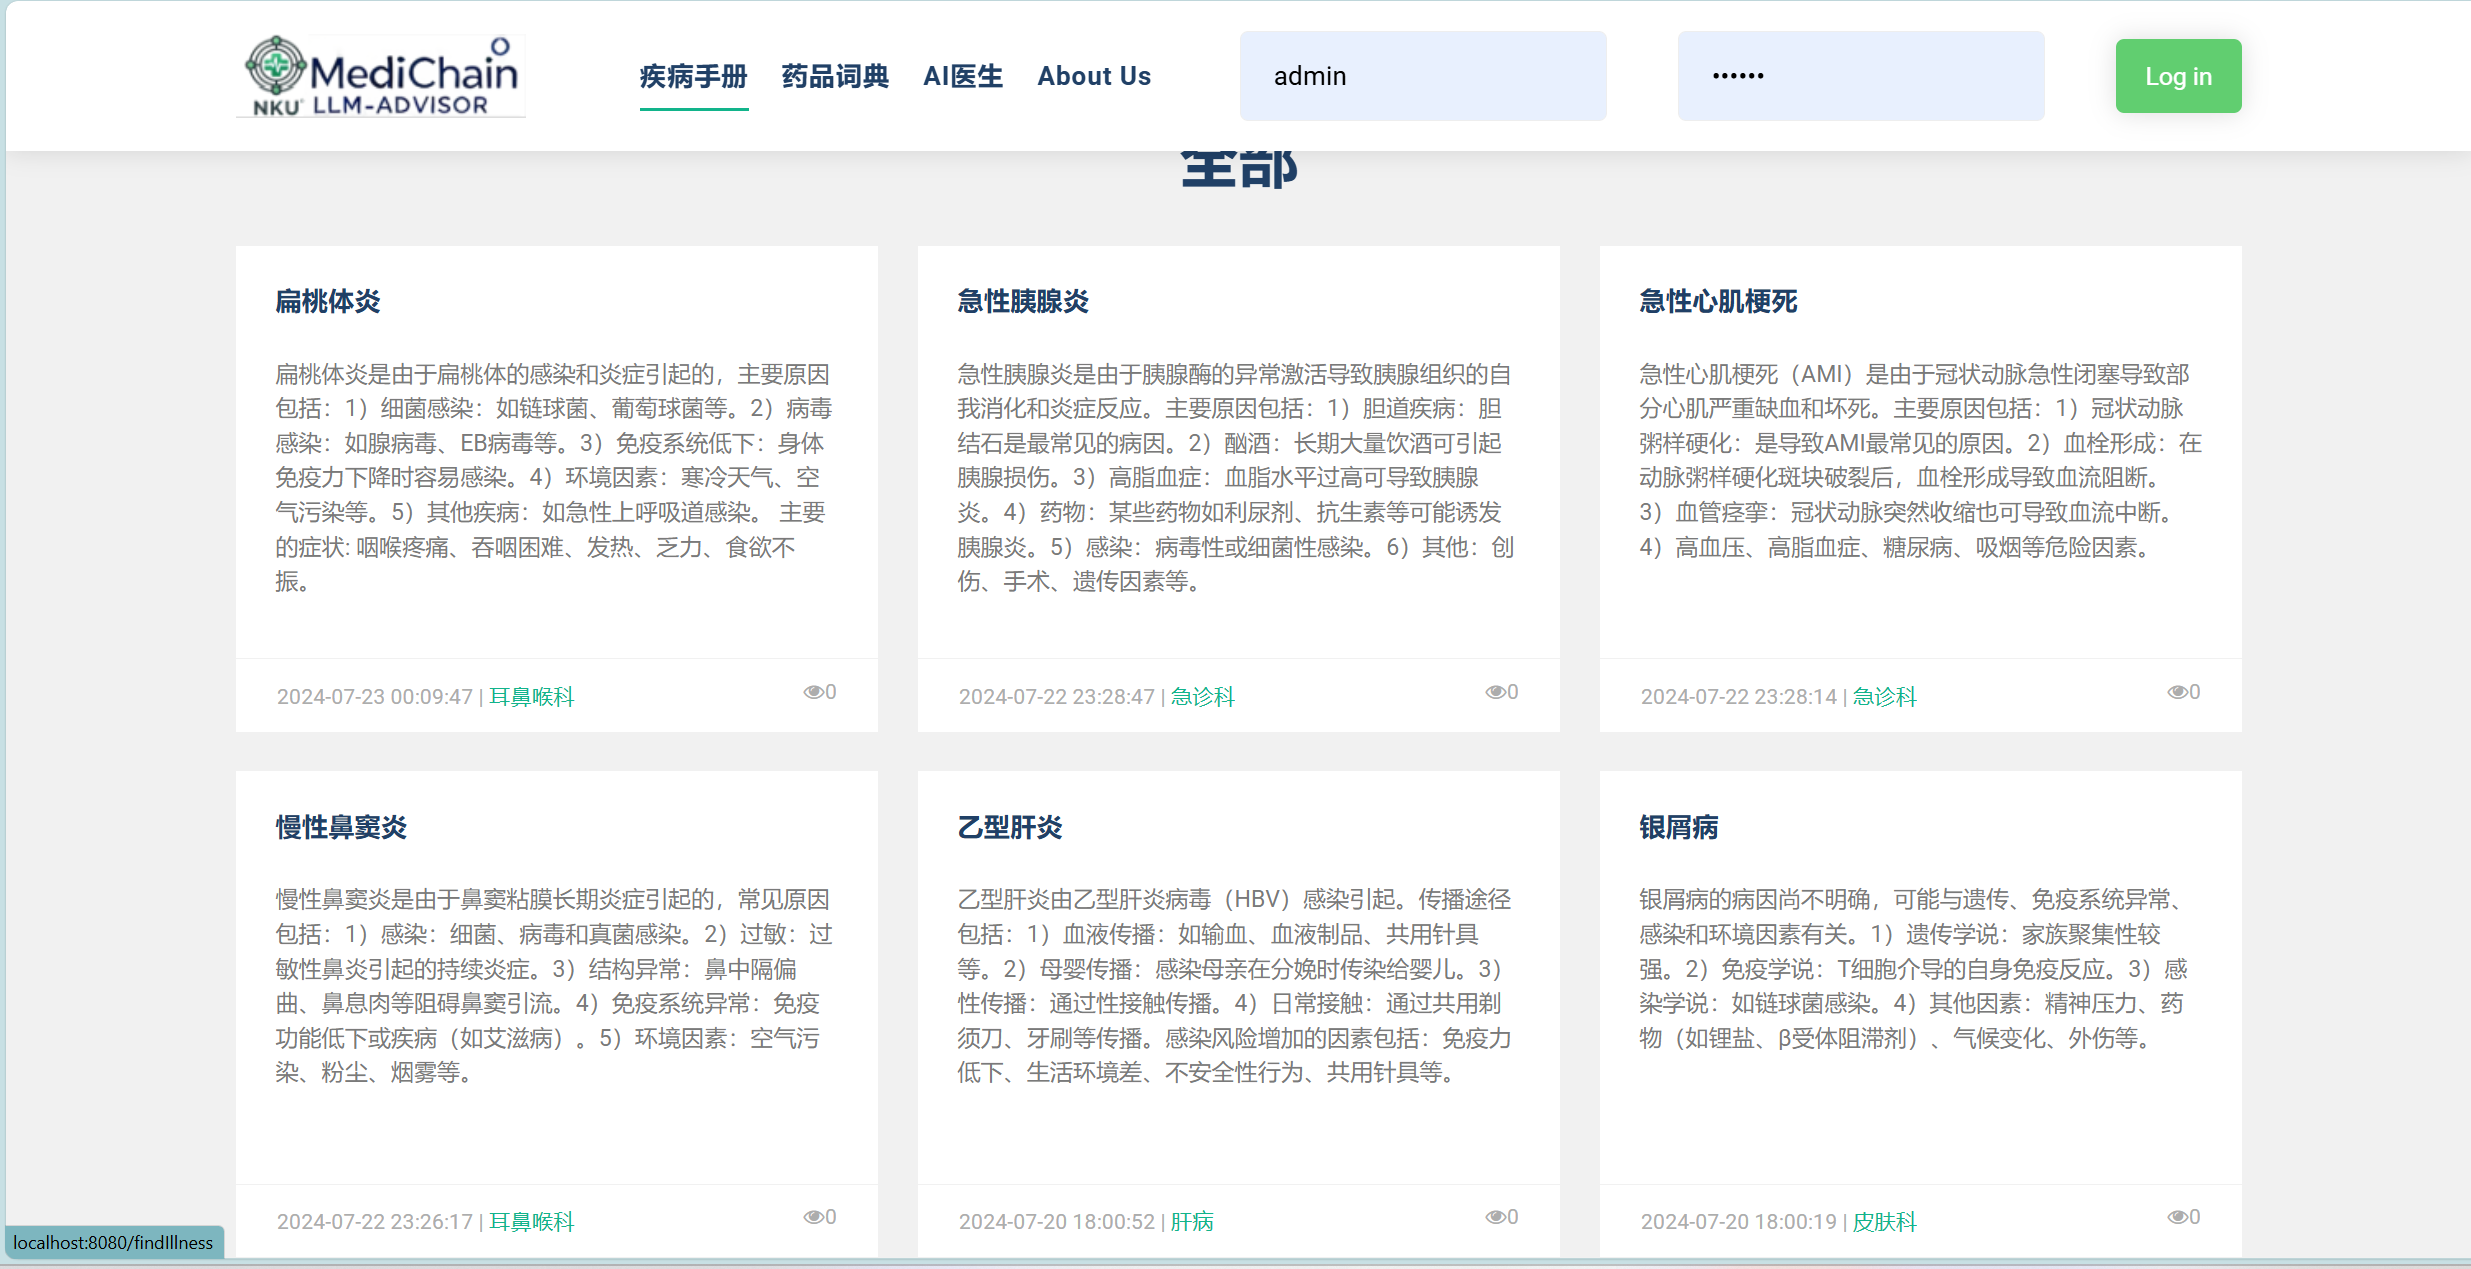 MediChain
NKU LLM-ADVISOR
疾病手册 药品词典 AI医生 About Us admin •••••• Log in
全部
扁桃体炎
扁桃体炎是由于扁桃体的感染和炎症引起的，主要原因
包括：1）细菌感染：如链球菌、葡萄球菌等。2）病毒
感染：如腺病毒、EB病毒等。3）免疫系统低下：身体
免疫力下降时容易感染。4）环境因素：寒冷天气、空
气污染等。5）其他疾病：如急性上呼吸道感染。 主要
的症状: 咽喉疼痛、吞咽困难、发热、乏力、食欲不
振。
2024-07-23 00:09:47 | 耳鼻喉科 0
急性胰腺炎
急性胰腺炎是由于胰腺酶的异常激活导致胰腺组织的自
我消化和炎症反应。主要原因包括：1）胆道疾病：胆
结石是最常见的病因。2）酗酒：长期大量饮酒可引起
胰腺损伤。3）高脂血症：血脂水平过高可导致胰腺
炎。4）药物：某些药物如利尿剂、抗生素等可能诱发
胰腺炎。5）感染：病毒性或细菌性感染。6）其他：创
伤、手术、遗传因素等。
2024-07-22 23:28:47 | 急诊科 0
急性心肌梗死
急性心肌梗死（AMI）是由于冠状动脉急性闭塞导致部
分心肌严重缺血和坏死。主要原因包括：1）冠状动脉
粥样硬化：是导致AMI最常见的原因。2）血栓形成：在
动脉粥样硬化斑块破裂后，血栓形成导致血流阻断。
3）血管痉挛：冠状动脉突然收缩也可导致血流中断。
4）高血压、高脂血症、糖尿病、吸烟等危险因素。
2024-07-22 23:28:14 | 急诊科 0
慢性鼻窦炎
慢性鼻窦炎是由于鼻窦粘膜长期炎症引起的，常见原因
包括：1）感染：细菌、病毒和真菌感染。2）过敏：过
敏性鼻炎引起的持续炎症。3）结构异常：鼻中隔偏
曲、鼻息肉等阻碍鼻窦引流。4）免疫系统异常：免疫
功能低下或疾病（如艾滋病）。5）环境因素：空气污
染、粉尘、烟雾等。
2024-07-22 23:26:17 | 耳鼻喉科 0
乙型肝炎
乙型肝炎由乙型肝炎病毒（HBV）感染引起。传播途径
包括：1）血液传播：如输血、血液制品、共用针具
等。2）母婴传播：感染母亲在分娩时传染给婴儿。3）
性传播：通过性接触传播。4）日常接触：通过共用剃
须刀、牙刷等传播。感染风险增加的因素包括：免疫力
低下、生活环境差、不安全性行为、共用针具等。
2024-07-20 18:00:52 | 肝病 0
银屑病
银屑病的病因尚不明确，可能与遗传、免疫系统异常、
感染和环境因素有关。1）遗传学说：家族聚集性较
强。2）免疫学说：T细胞介导的自身免疫反应。3）感
染学说：如链球菌感染。4）其他因素：精神压力、药
物（如锂盐、β受体阻滞剂）、气候变化、外伤等。
2024-07-20 18:00:19 | 皮肤科 0
localhost:8080/findIllness